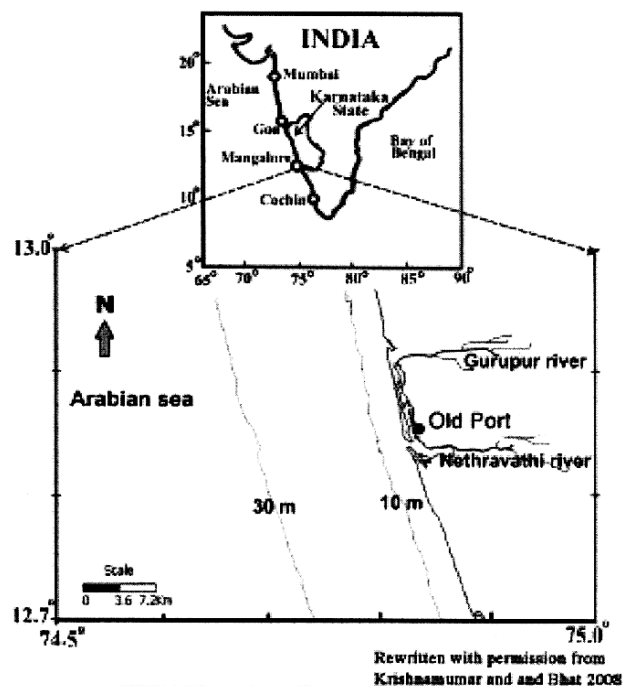 INDIA
20°
Mumbai
Arabian
Sea
Karnataka
State
15°
Goa
Bay of
Bengal
Mangalore
10°
Cochin
5°
65° 70° 75° 80° 85° 90°
13.0°
N
Gurupur river
Arabian sea
Old Port
Nethravathi river
30 m
10 m
Scale
0 3.6 7.2Km
12.7°
74.5°
75.0°
Rewritten with permission from
Krishnamumar and and Bhat 2008